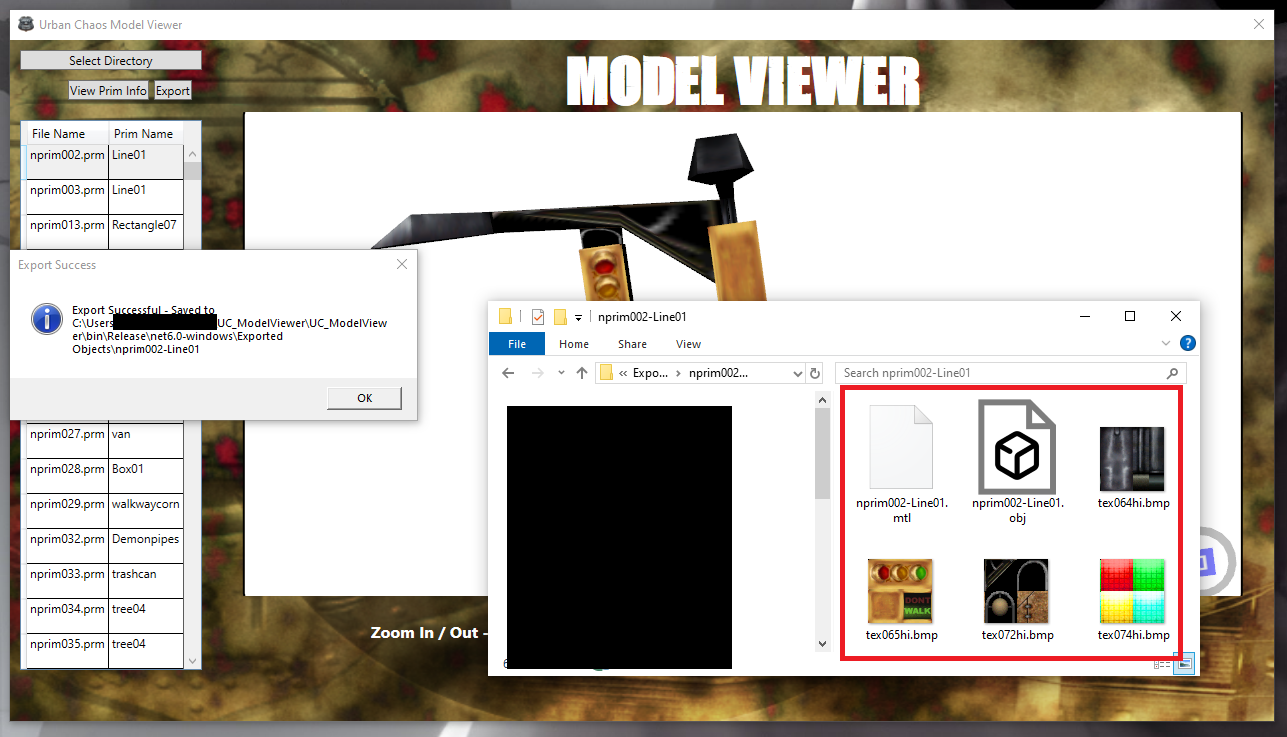 Urban Chaos Model Viewer
Select Directory
View Prim Info Export
MODEL VIEWER
File Name Prim Name
nprim002.prm Line01
nprim003.prm Line01
nprim013.prm Rectangle07
Export Success
Export Successful - Saved to
C:\Users UC_ModelViewer\UC_ModelView
er\bin\Release\net6.0-windows\Exported
Objects\nprim002-Line01
OK
nprim027.prm van
nprim028.prm Box01
nprim029.prm walkwaycorn
nprim032.prm Demonpipes
nprim033.prm trashcan
nprim034.prm tree04
nprim035.prm tree04
Zoom In / Out -
nprim002-Line01
File Home Share View
« Expo... › nprim002...
Search nprim002-Line01
nprim002-Line01.
mtl
nprim002-Line01.
obj
tex064hi.bmp
DONT
WALK
tex065hi.bmp
tex072hi.bmp
tex074hi.bmp